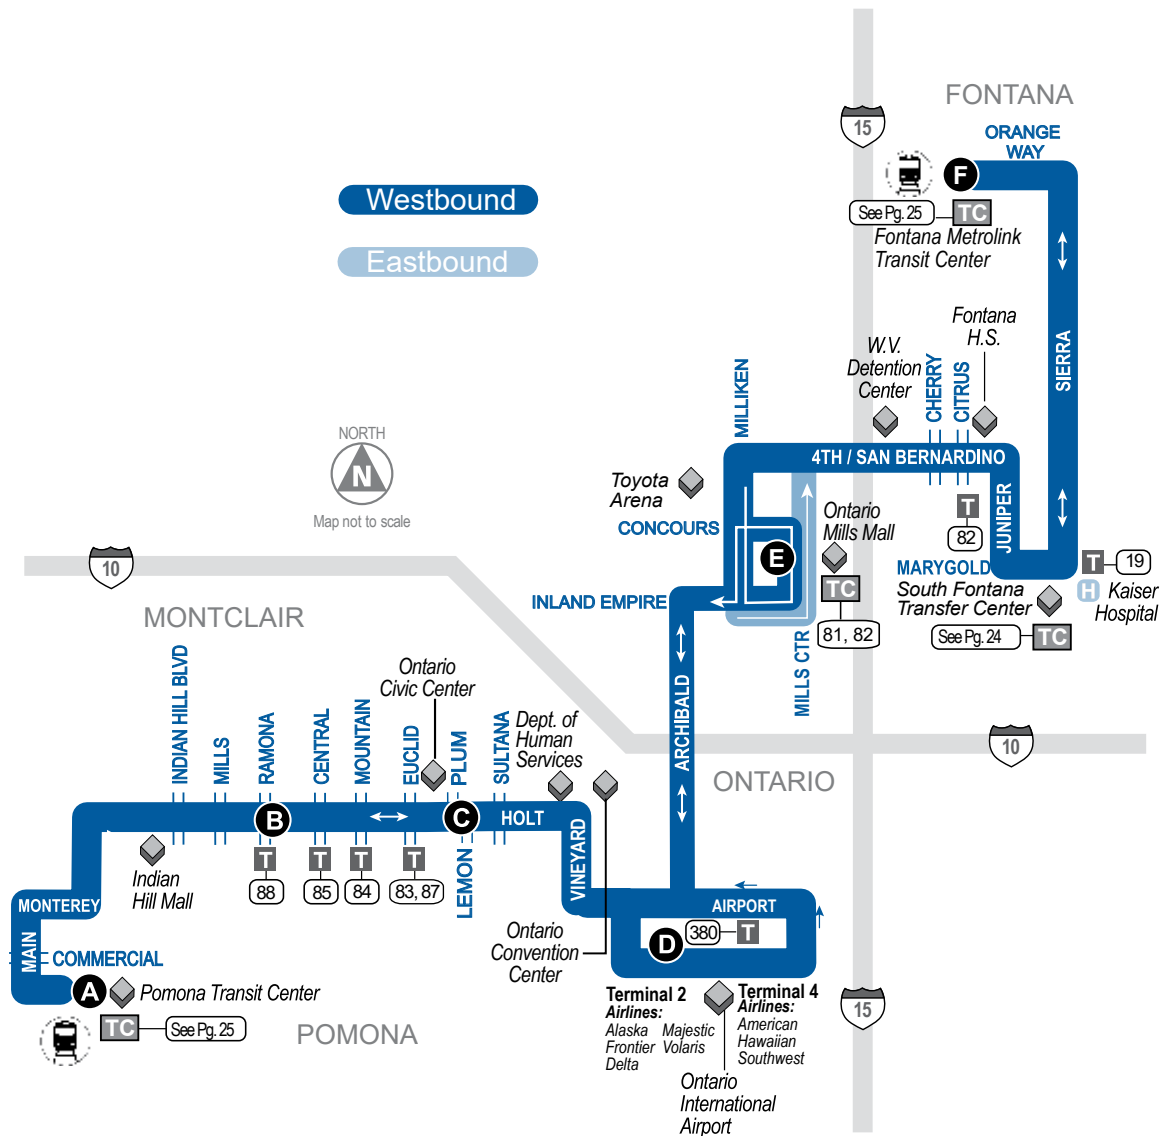 FONTANA
15
ORANGE
WAY
F
See Pg. 25
TC
Fontana Metrolink
Transit Center
Westbound
Eastbound
Fontana
H.S.
W.V.
Detention
Center
CHERRY
CITRUS
SIERRA
MILLIKEN
NORTH
N
Map not to scale
4TH / SAN BERNARDINO
Toyota
Arena
CONCOURS
Ontario
Mills Mall
T
82
JUNIPER
E
10
TC
81, 82
MARYGOLD
South Fontana
Transfer Center
See Pg. 24
TC
T
19
H
Kaiser
Hospital
INLAND EMPIRE
MILLS CTR
MONTCLAIR
Ontario
Civic Center
INDIAN HILL BLVD
MILLS
RAMONA
CENTRAL
MOUNTAIN
EUCLID
PLUM
SULTANA
Dept. of
Human
Services
ARCHIBALD
10
ONTARIO
B
C
HOLT
T
88
T
85
T
84
T
83, 87
LEMON
VINEYARD
Indian
Hill Mall
MONTEREY
MAIN
COMMERCIAL
A
Pomona Transit Center
TC
See Pg. 25
POMONA
Ontario
Convention
Center
AIRPORT
D
380
T
Terminal 2
Airlines:
Alaska
Frontier
Delta
Majestic
Volaris
Terminal 4
Airlines:
American
Hawaiian
Southwest
Ontario
International
Airport
15